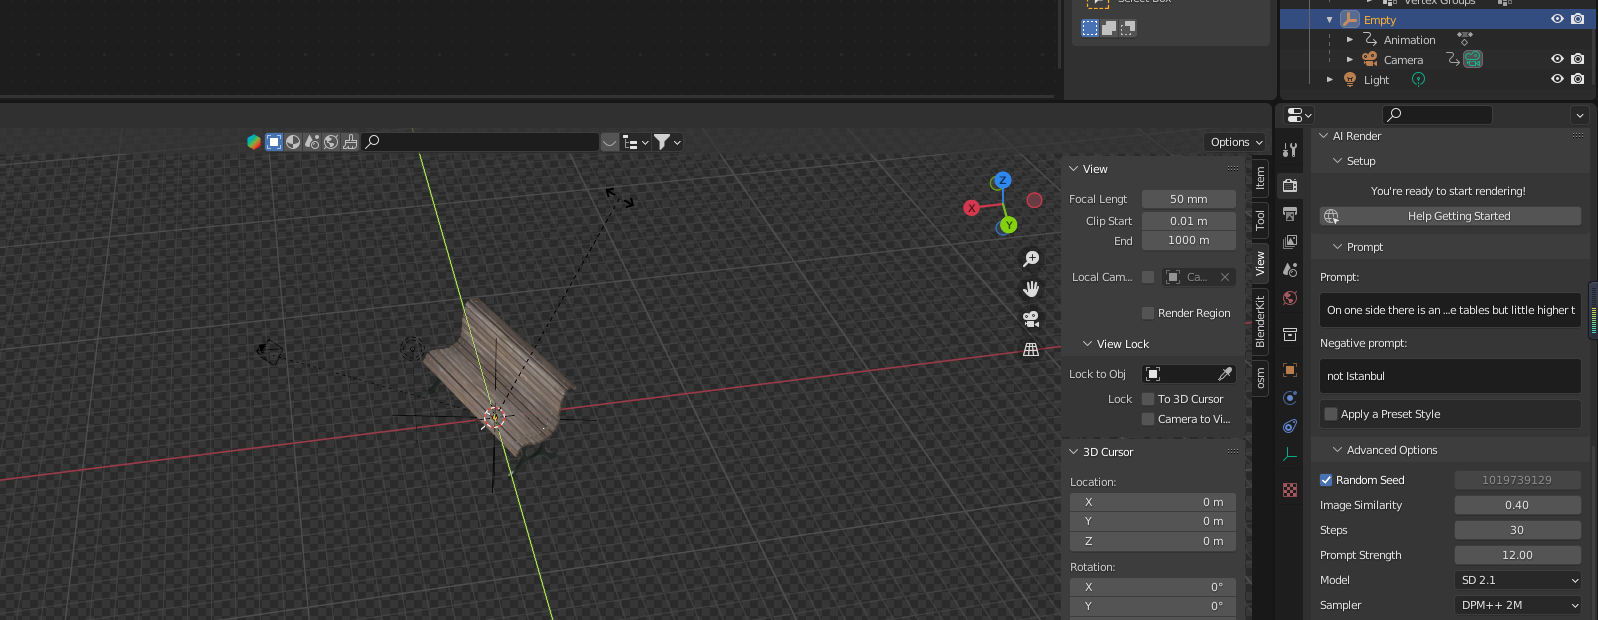 Select Box
Vertex Groups
Empty
Animation
Camera
Light
Options
View
Focal Lengt
50 mm
Clip Start
0.01 m
End
1000 m
Local Cam...
Ca...
Render Region
View Lock
Lock to Obj
Lock
To 3D Cursor
Camera to Vi...
3D Cursor
Location:
X
0 m
Y
0 m
Z
0 m
Rotation:
X
0°
Y
0°
Item
Tool
View
BlenderKit
osm
Z
X
Y
AI Render
Setup
You're ready to start rendering!
Help Getting Started
Prompt
Prompt:
On one side there is an ...e tables but little higher t
Negative prompt:
not Istanbul
Apply a Preset Style
Advanced Options
Random Seed
1019739129
Image Similarity
0.40
Steps
30
Prompt Strength
12.00
Model
SD 2.1
Sampler
DPM++ 2M